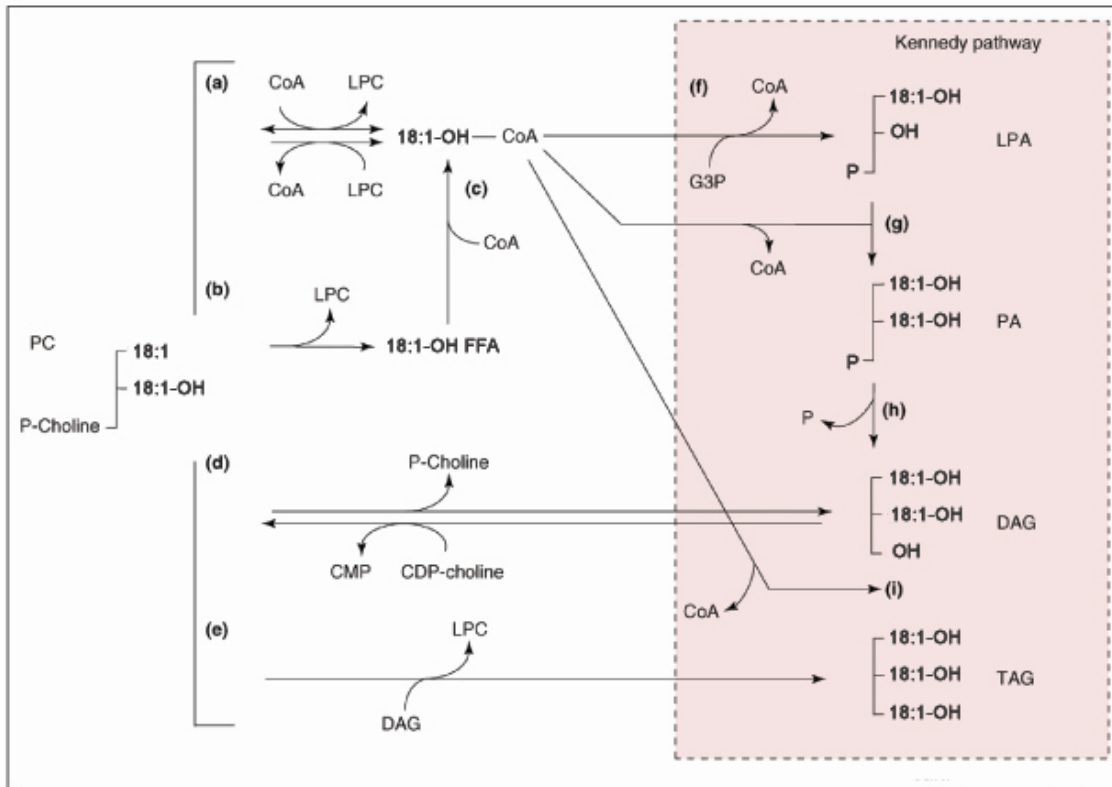 Kennedy pathway
(a) CoA LPC
18:1-OH — CoA
CoA LPC
(c)
CoA
(f) CoA
G3P
18:1-OH
OH
P
LPA
(g)
CoA
(b) LPC
18:1-OH FFA
18:1-OH
18:1-OH
P
PA
PC
18:1
18:1-OH
P-Choline
(h)
P
(d) P-Choline
CMP CDP-choline
18:1-OH
18:1-OH
OH
DAG
(i)
CoA
(e) LPC
DAG
18:1-OH
18:1-OH
18:1-OH
TAG